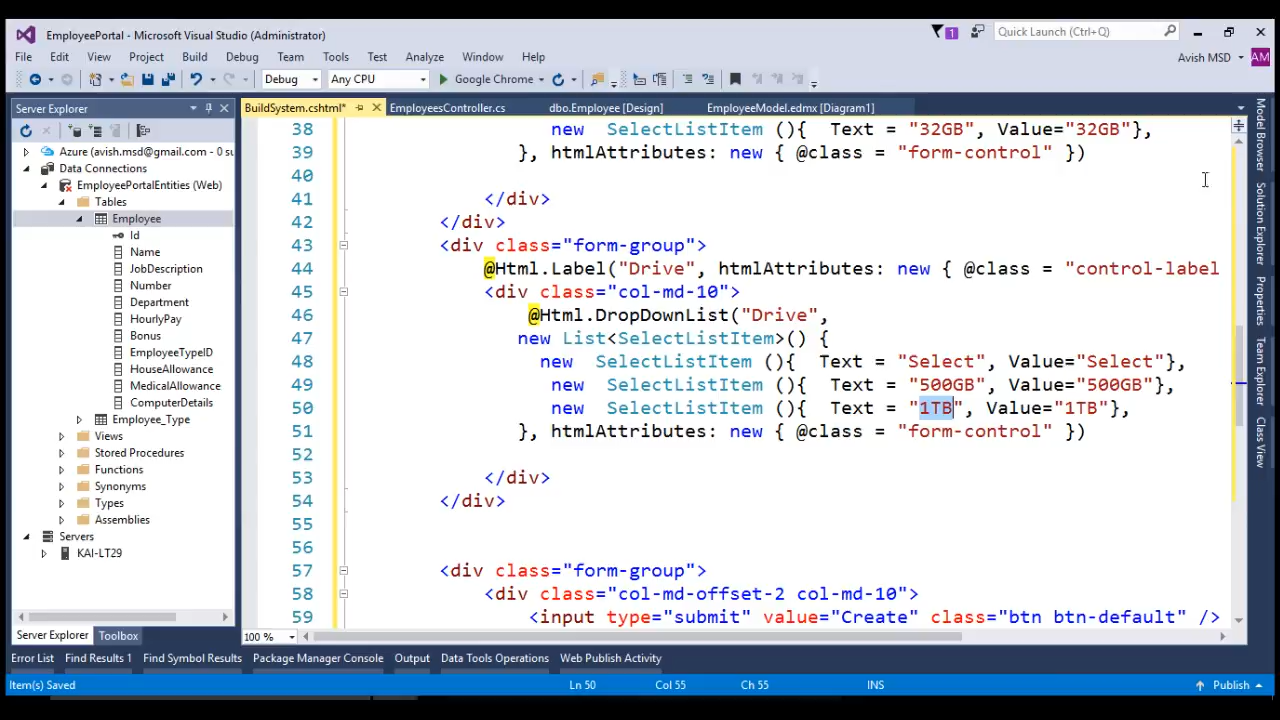 EmployeePortal - Microsoft Visual Studio (Administrator)
1
Quick Launch (Ctrl+Q)
File Edit View Project Build Debug Team Tools Test Analyze Window Help
Avish MSD AM
Debug Any CPU Google Chrome
Server Explorer
BuildSystem.cshtml* EmployeesController.cs dbo.Employee [Design] EmployeeModel.edmx [Diagram1]
Azure (avish.msd@gmail.com - 0 su
Data Connections
EmployeePortalEntities (Web)
Tables
Employee
Id
Name
JobDescription
Number
Department
HourlyPay
Bonus
EmployeeTypeID
HouseAllowance
MedicalAllowance
ComputerDetails
Employee_Type
Views
Stored Procedures
Functions
Synonyms
Types
Assemblies
Servers
KAI-LT29
Server Explorer Toolbox
38 new SelectListItem (){ Text = "32GB", Value="32GB"},
39 }, htmlAttributes: new { @class = "form-control" })
40
41 </div>
42 </div>
43 <div class="form-group">
44 @Html.Label("Drive", htmlAttributes: new { @class = "control-label
45 <div class="col-md-10">
46 @Html.DropDownList("Drive",
47 new List<SelectListItem>() {
48 new SelectListItem (){ Text = "Select", Value="Select"},
49 new SelectListItem (){ Text = "500GB", Value="500GB"},
50 new SelectListItem (){ Text = "1TB", Value="1TB"},
51 }, htmlAttributes: new { @class = "form-control" })
52
53 </div>
54 </div>
55
56
57 <div class="form-group">
58 <div class="col-md-offset-2 col-md-10">
59 <input type="submit" value="Create" class="btn btn-default" />
100 %
Model Browser
Solution Explorer
Properties
Team Explorer
Class View
Error List Find Results 1 Find Symbol Results Package Manager Console Output Data Tools Operations Web Publish Activity
Item(s) Saved Ln 50 Col 55 Ch 55 INS Publish